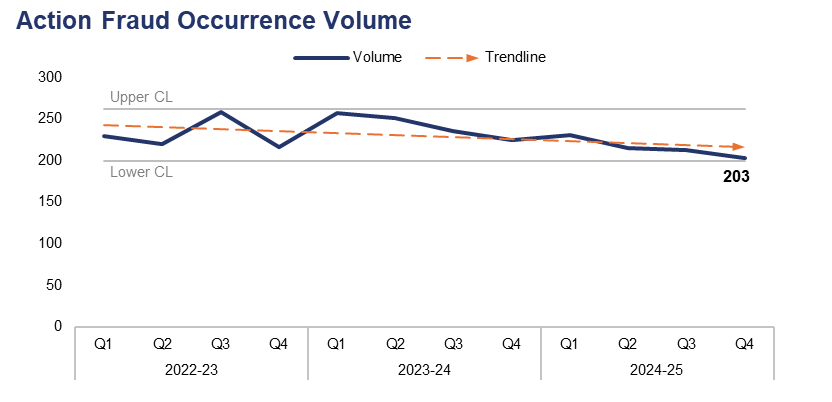 Action Fraud Occurrence Volume
Volume Trendline
300
Upper CL
250
200
Lower CL
203
150
100
50
0
Q1 Q2 Q3 Q4 Q1 Q2 Q3 Q4 Q1 Q2 Q3 Q4
2022-23 2023-24 2024-25